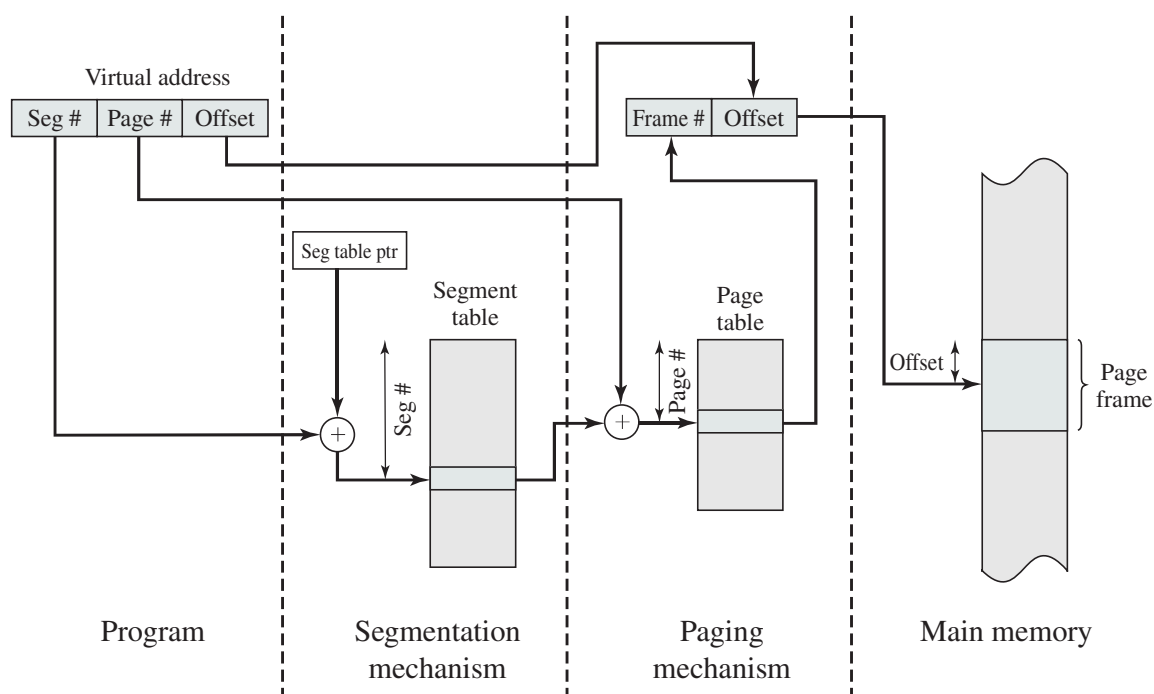 Virtual address
Seg # Page # Offset
Frame # Offset
Seg table ptr
Segment
table
Page
table
Seg #
Page #
+
+
Offset
Page
frame
Program
Segmentation
mechanism
Paging
mechanism
Main memory